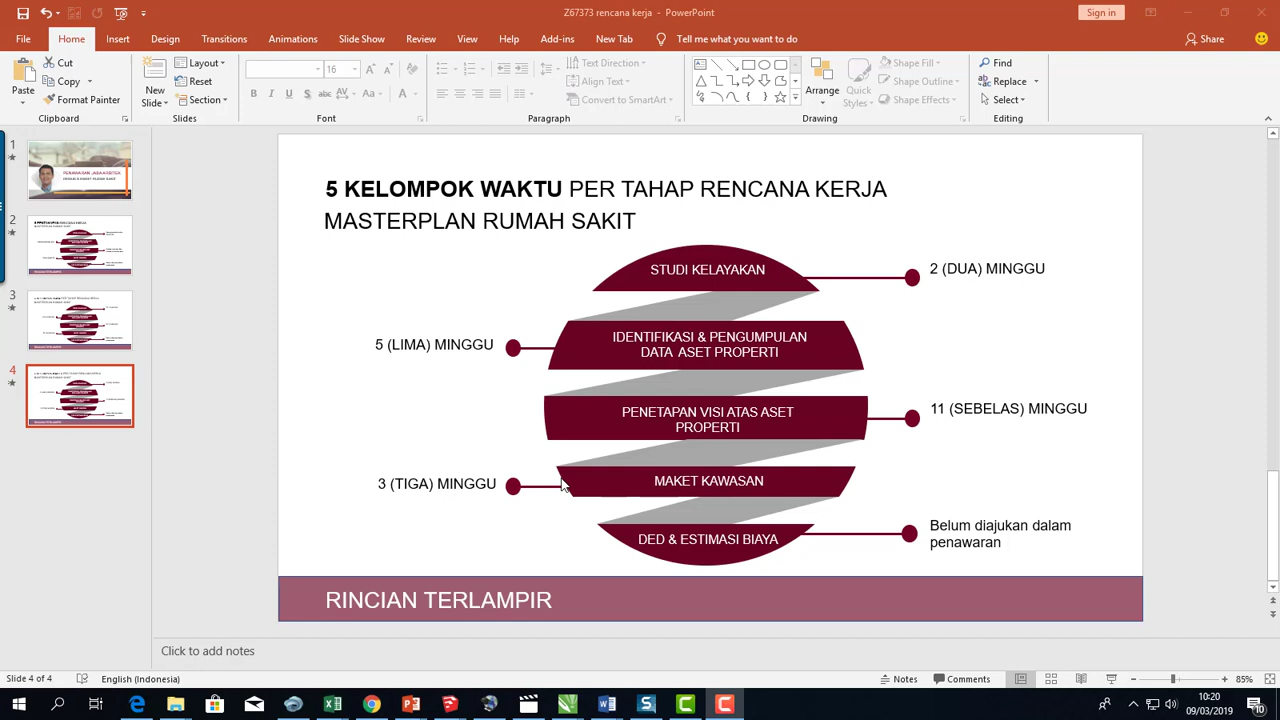 267373 rencana - PowerPoint
Sign in
File Home Insert Design Transitions Animations Slide Show Review View Help Add-ins New Tab Tell me what you want to do Share
Paste
Cut
Copy
Format Painter
Clipboard
New
Slide
Layout
Reset
Section
Slides
16
Font
Text Direction
Align Text
Convert to SmartArt
Paragraph
Arrange
Quick
Styles
Shape Fill
Shape Outline
Shape Effects
Drawing
Find
Replace
Select
Editing
1
2
3
4
5 KELOMPOK WAKTU PER TAHAP RENCANA KERJA
MASTERPLAN RUMAH SAKIT
STUDI KELAYAKAN
2 (DUA) MINGGU
IDENTIFIKASI & PENGUMPULAN
DATA ASET PROPERTI
5 (LIMA) MINGGU
PENETAPAN VISI ATAS ASET
PROPERTI
11 (SEBELAS) MINGGU
MAKET KAWASAN
3 (TIGA) MINGGU
DED & ESTIMASI BIAYA
Belum diajukan dalam
penawaran
RINCIAN TERLAMPIR
Click to add notes
Slide 4 of 4 English (Indonesia) Notes Comments 85%
10:20
09/03/2019